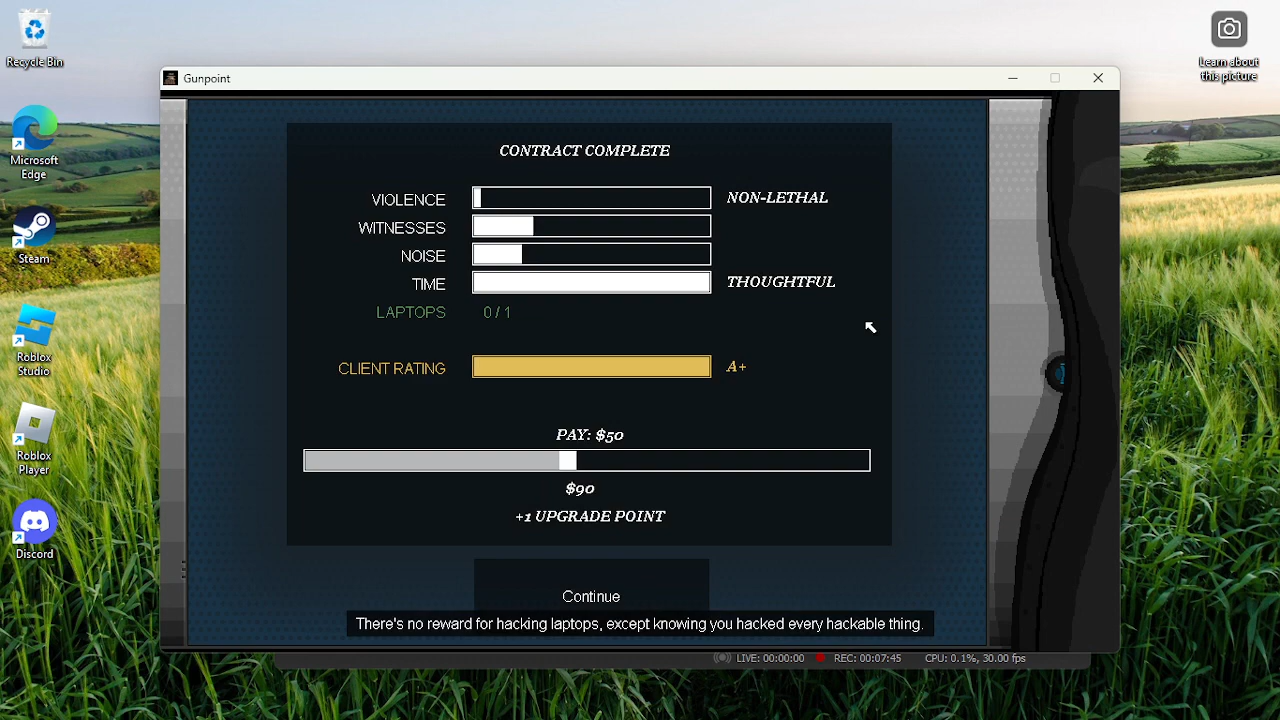 Recycle Bin
Learn about
this picture
Gunpoint
Microsoft
Edge
Steam
Roblox
Studio
Roblox
Player
Discord
CONTRACT COMPLETE
VIOLENCE NON-LETHAL
WITNESSES
NOISE
TIME THOUGHTFUL
LAPTOPS 0 / 1
CLIENT RATING A+
PAY: $50
$90
+1 UPGRADE POINT
Continue
There's no reward for hacking laptops, except knowing you hacked every hackable thing.
LIVE: 00:00:00 REC: 00:07:45 CPU: 0.1%, 30.00 fps